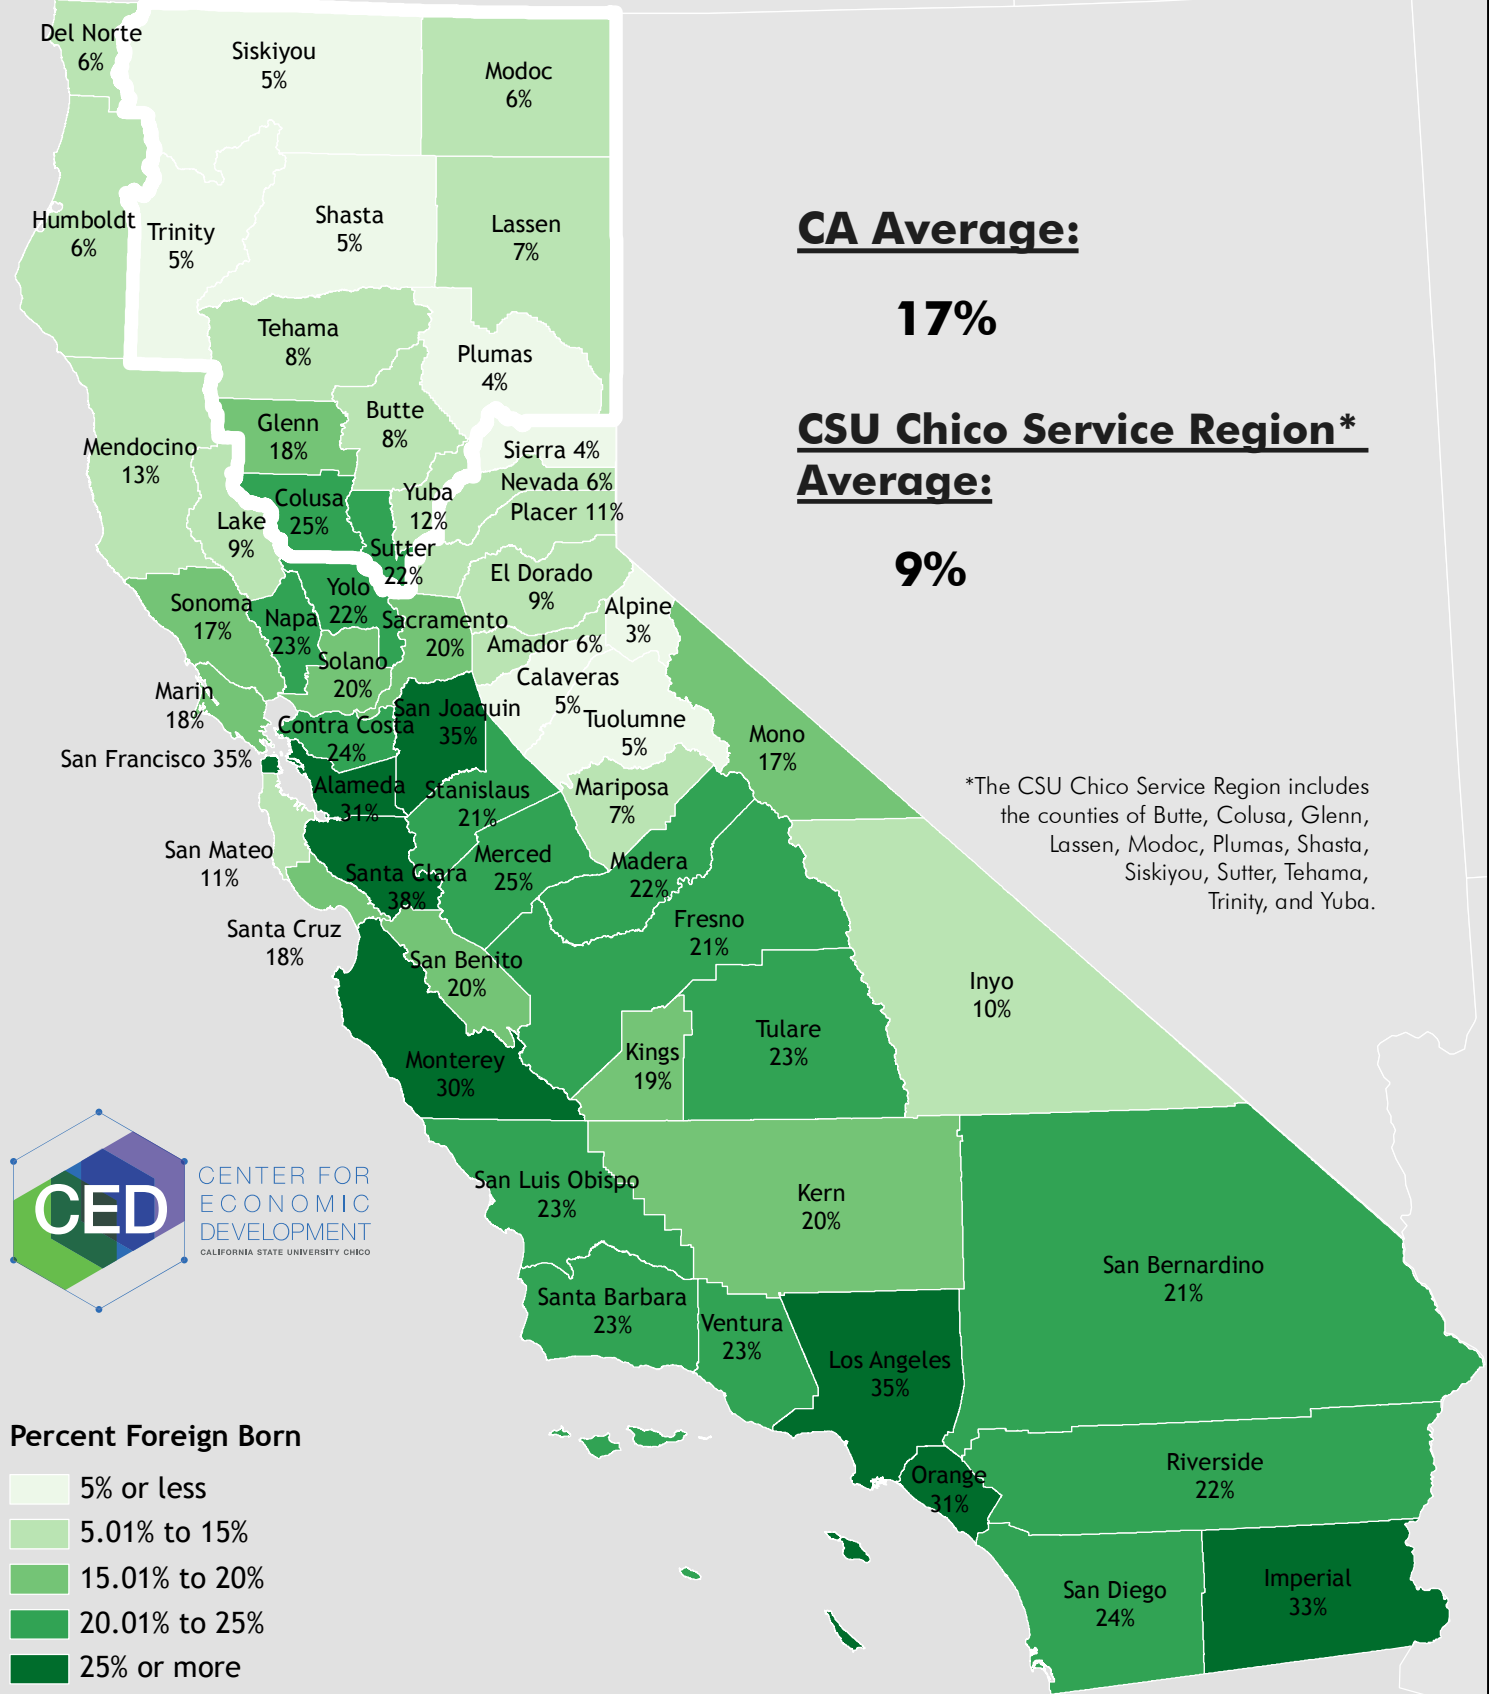 Del Norte
6%
Siskiyou
5%
Modoc
6%
Humboldt
6%
Trinity
5%
Shasta
5%
Lassen
7%
CA Average:
17%
Tehama
8%
Plumas
4%
Butte
8%
Glenn
18%
Mendocino
13%
CSU Chico Service Region*
Average:
9%
Sierra 4%
Nevada 6%
Placer 11%
Colusa
25%
Yuba
12%
Lake
9%
Sutter
22%
El Dorado
9%
Yolo
22%
Sonoma
17%
Napa
23%
Sacramento
20%
Alpine
3%
Amador 6%
Solano
20%
Calaveras
5%
Marin
18%
Contra Costa
24%
San Joaquin
35%
Tuolumne
5%
Mono
17%
San Francisco 35%
Alameda
31%
Stanislaus
21%
Mariposa
7%
*The CSU Chico Service Region includes
the counties of Butte, Colusa, Glenn,
Lassen, Modoc, Plumas, Shasta,
Siskiyou, Sutter, Tehama,
Trinity, and Yuba.
San Mateo
11%
Santa Clara
38%
Merced
25%
Madera
22%
Santa Cruz
18%
Fresno
21%
San Benito
20%
Inyo
10%
Monterey
30%
Kings
19%
Tulare
23%
CED
CENTER FOR
ECONOMIC
DEVELOPMENT
CALIFORNIA STATE UNIVERSITY CHICO
San Luis Obispo
23%
Kern
20%
San Bernardino
21%
Santa Barbara
23%
Ventura
23%
Los Angeles
35%
Orange
31%
Riverside
22%
San Diego
24%
Imperial
33%
Percent Foreign Born
5% or less
5.01% to 15%
15.01% to 20%
20.01% to 25%
25% or more